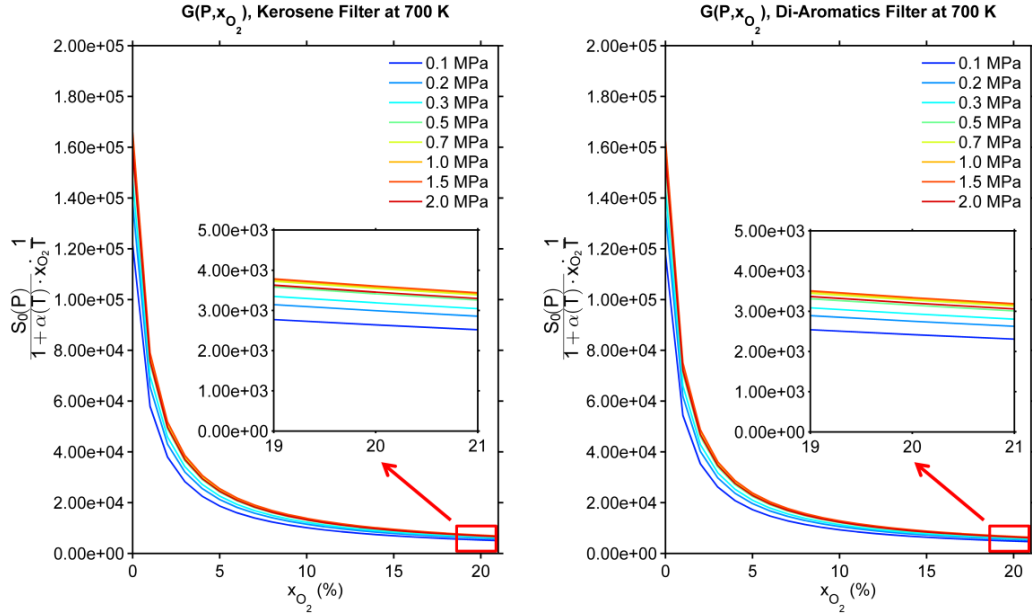 G(P,x_O2), Kerosene Filter at 700 K
S₀(P)/(1 + α(T) · x_O2) · 1/T
2.00e+05
1.80e+05
1.60e+05
1.40e+05
1.20e+05
1.00e+05
8.00e+04
6.00e+04
4.00e+04
2.00e+04
0.00e+00
0
5
10
15
20
x_O2 (%)
0.1 MPa
0.2 MPa
0.3 MPa
0.5 MPa
0.7 MPa
1.0 MPa
1.5 MPa
2.0 MPa
5.00e+03
4.00e+03
3.00e+03
2.00e+03
1.00e+03
0.00e+00
19
20
21
G(P,x_O2), Di-Aromatics Filter at 700 K
S₀(P)/(1 + α(T) · x_O2) · 1/T
2.00e+05
1.80e+05
1.60e+05
1.40e+05
1.20e+05
1.00e+05
8.00e+04
6.00e+04
4.00e+04
2.00e+04
0.00e+00
0
5
10
15
20
x_O2 (%)
0.1 MPa
0.2 MPa
0.3 MPa
0.5 MPa
0.7 MPa
1.0 MPa
1.5 MPa
2.0 MPa
5.00e+03
4.00e+03
3.00e+03
2.00e+03
1.00e+03
0.00e+00
19
20
21